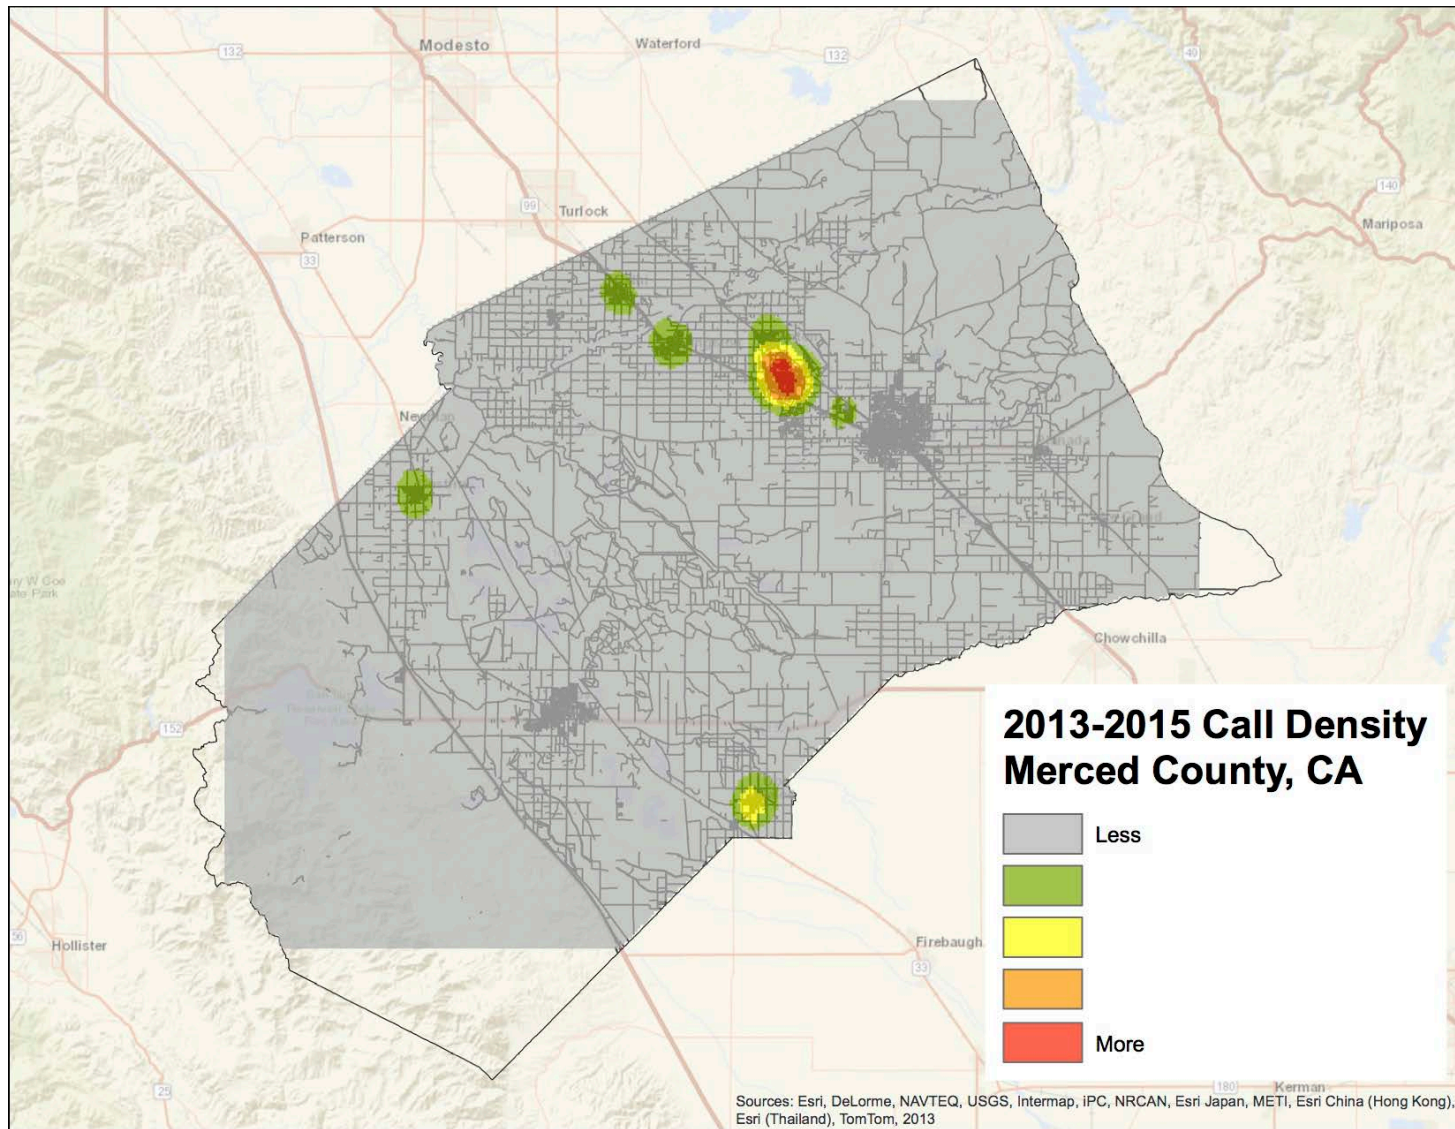 132
Modesto
Waterford
132
40
99
Turlock
140
Mariposa
Patterson
33
Chowchilla
152
2013-2015 Call Density
Merced County, CA
Less
More
56
Hollister
Firebaugh
33
25
180
Kerman
Sources: Esri, DeLorme, NAVTEQ, USGS, Intermap, iPC, NRCAN, Esri Japan, METI, Esri China (Hong Kong),
Esri (Thailand), TomTom, 2013